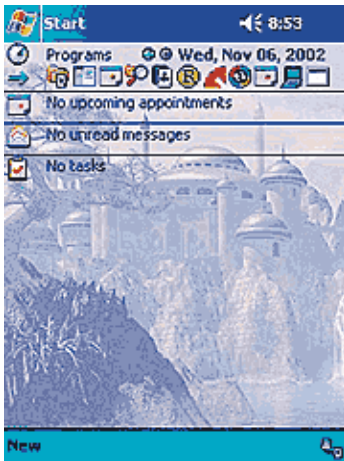 Start 8:53
Programs Wed, Nov 06, 2002
No upcoming appointments
No unread messages
No tasks
New